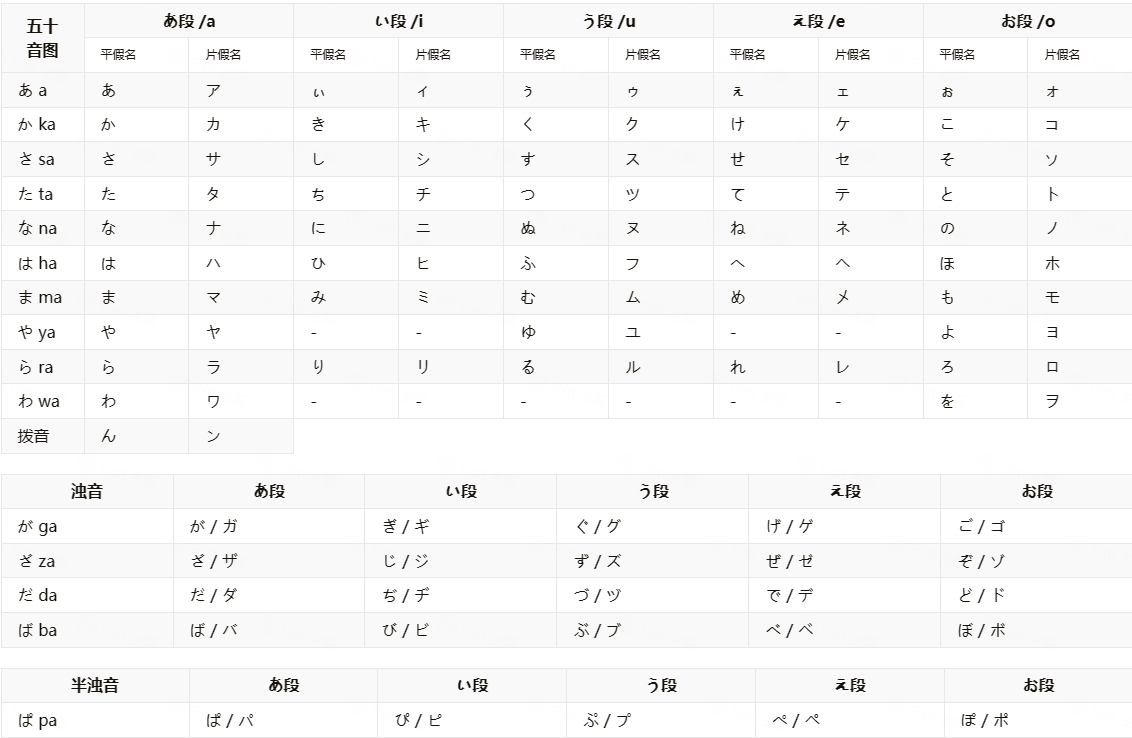 五十音图 あ段 /a い段 /i う段 /u え段 /e お段 /o
平假名 片假名 平假名 片假名 平假名 片假名 平假名 片假名 平假名 片假名
あ a あ ア ぃ ィ ぅ ゥ ぇ ェ ぉ ォ
か ka か カ き キ く ク け ケ こ コ
さ sa さ サ し シ す ス せ セ そ ソ
た ta た タ ち チ つ ツ て テ と ト
な na な ナ に ニ ぬ ヌ ね ネ の ノ
は ha は ハ ひ ヒ ふ フ へ ヘ ほ ホ
ま ma ま マ み ミ む ム め メ も モ
や ya や ヤ - - ゆ ユ - - よ ヨ
ら ra ら ラ り リ る ル れ レ ろ ロ
わ wa わ ワ - - - - - - を ヲ
拨音 ん ン
浊音 あ段 い段 う段 え段 お段
が ga が / ガ ぎ / ギ ぐ / グ げ / ゲ ご / ゴ
ざ za ざ / ザ じ / ジ ず / ズ ぜ / ゼ ぞ / ゾ
だ da だ / ダ ぢ / ヂ づ / ヅ で / デ ど / ド
ば ba ば / バ び / ビ ぶ / ブ べ / ベ ぼ / ボ
半浊音 あ段 い段 う段 え段 お段
ぱ pa ぱ / パ ぴ / ピ ぷ / プ ぺ / ペ ぽ / ポ